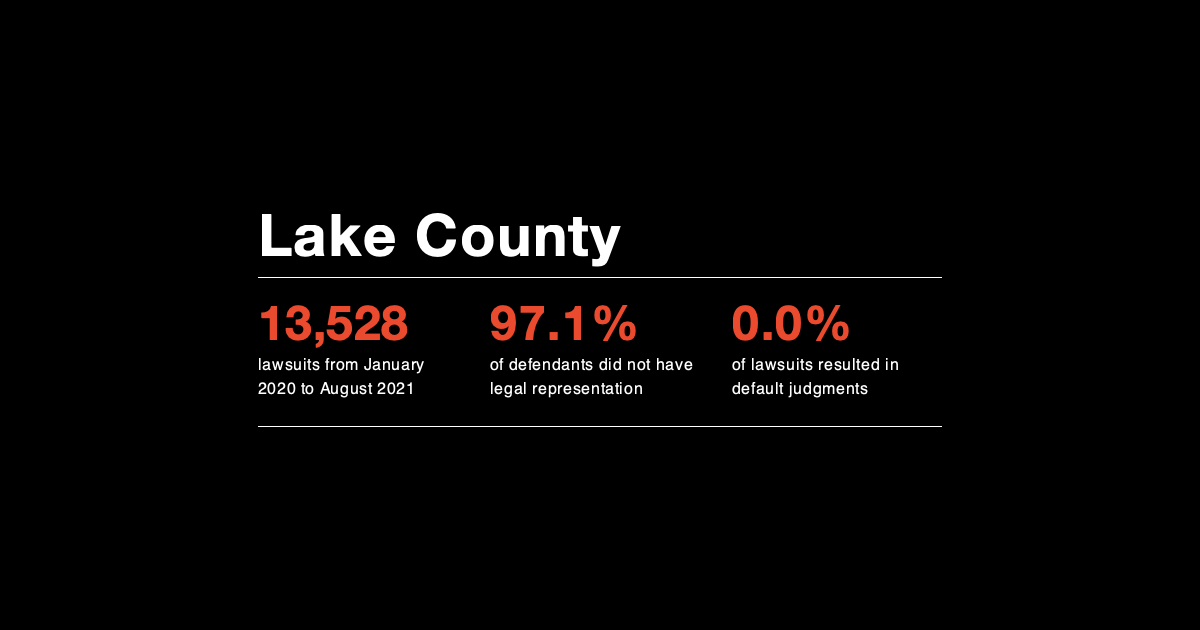 Lake County
13,528
lawsuits from January
2020 to August 2021
97.1%
of defendants did not have
legal representation
0.0%
of lawsuits resulted in
default judgments